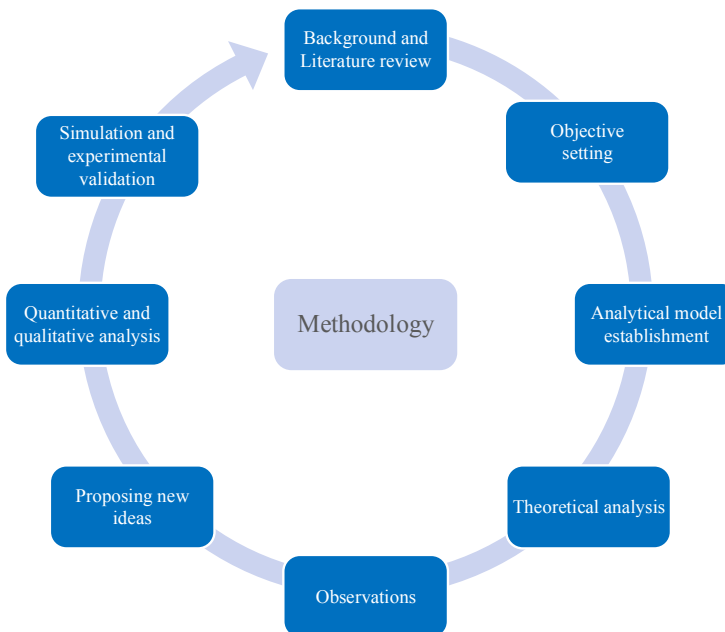 Background and
Literature review
Objective
setting
Analytical model
establishment
Theoretical analysis
Observations
Proposing new
ideas
Quantitative and
qualitative analysis
Simulation and
experimental
validation
Methodology